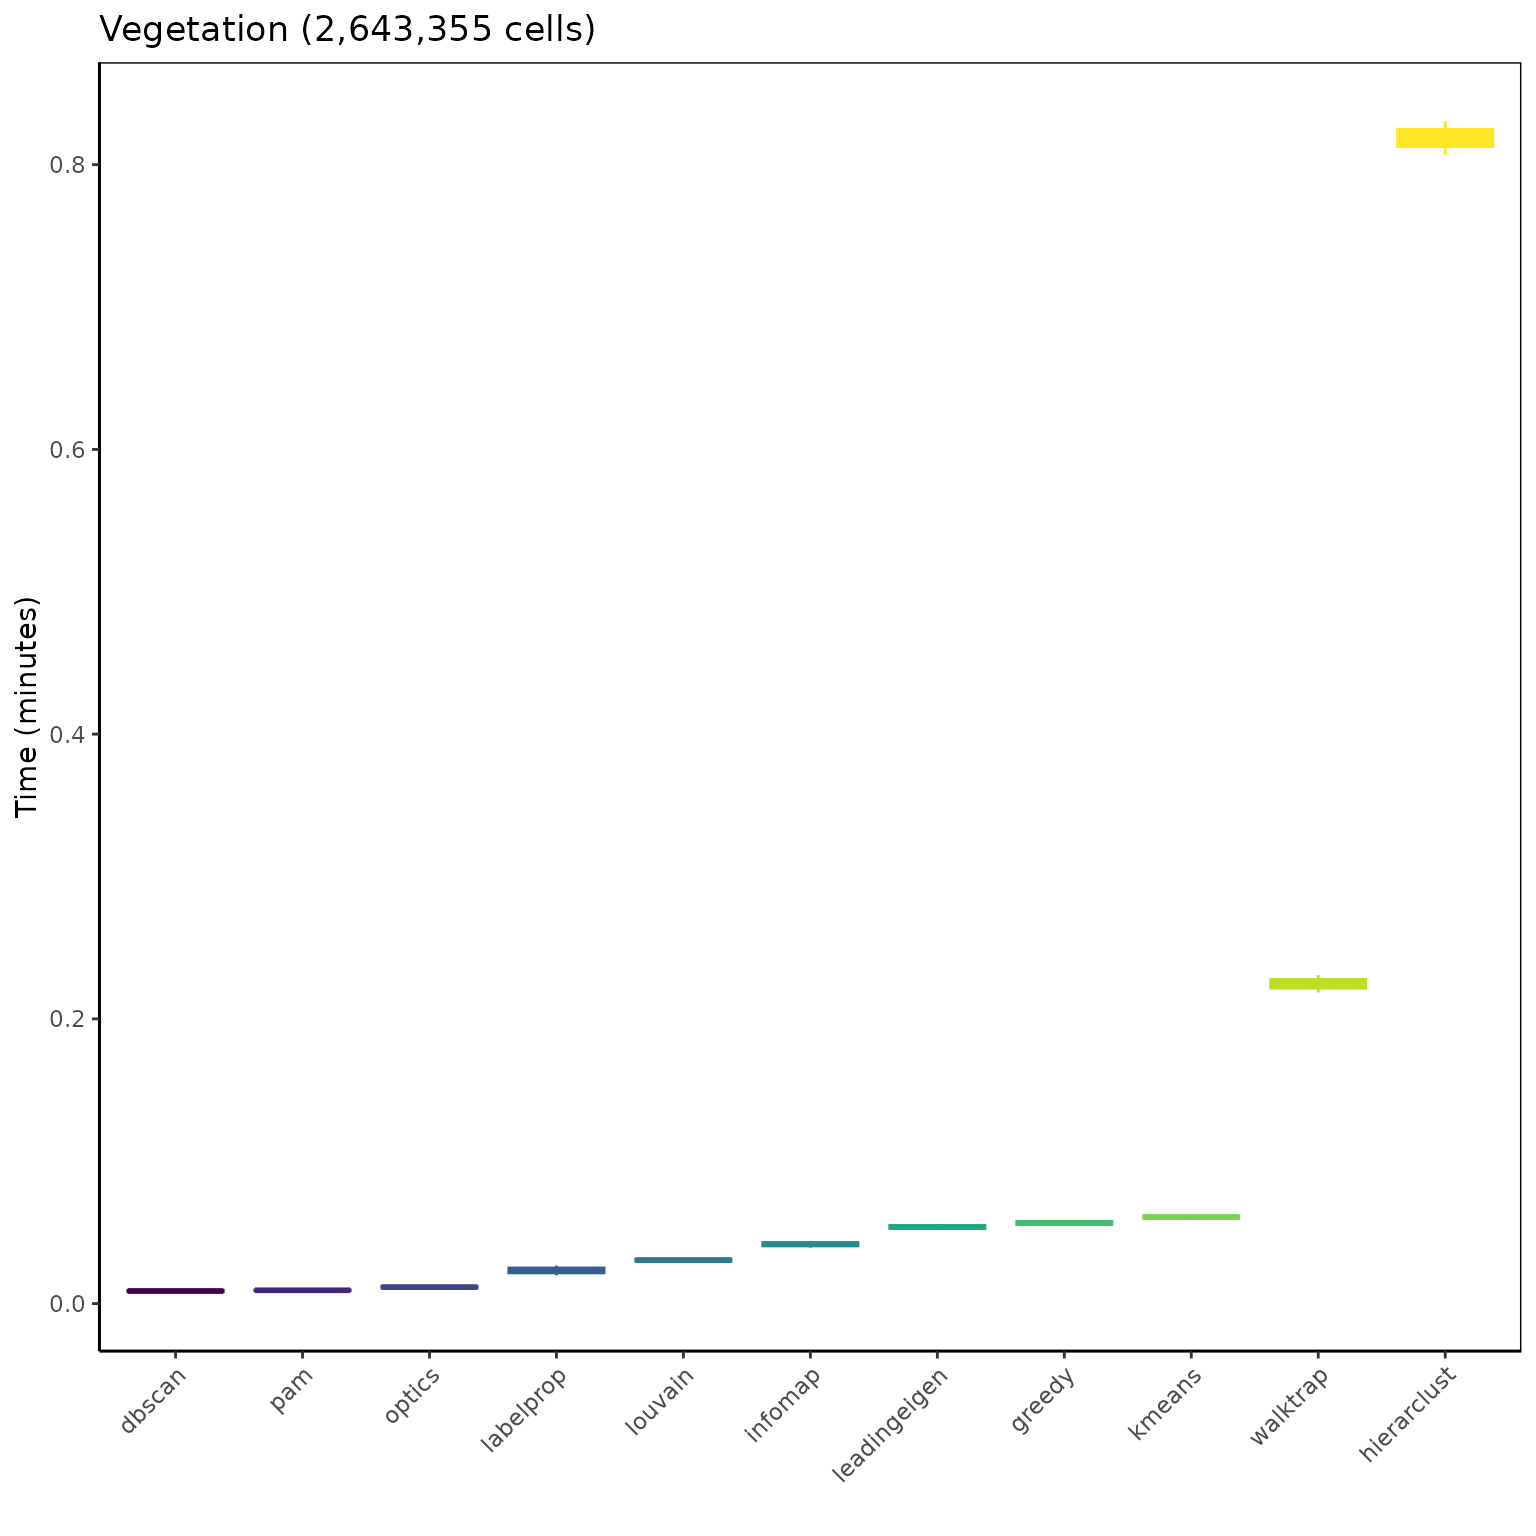 Vegetation (2,643,355 cells)
Time (minutes)
0.8
0.6
0.4
0.2
0.0
dbscan
pam
optics
labelprop
louvain
infomap
leadingeigen
greedy
kmeans
walktrap
hierarclust